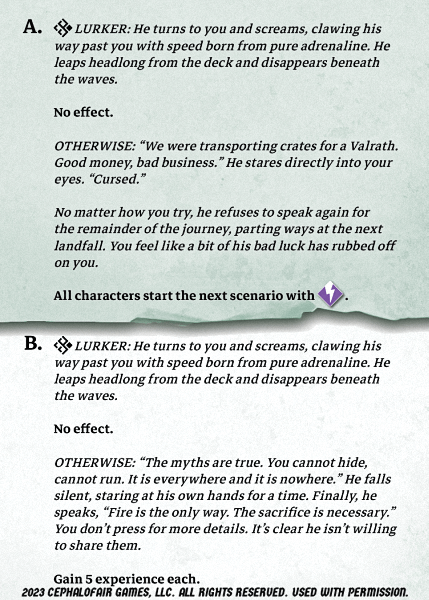 A. LURKER: He turns to you and screams, clawing his
way past you with speed born from pure adrenaline. He
leaps headlong from the deck and disappears beneath
the waves.
No effect.
OTHERWISE: “We were transporting crates for a Valrath.
Good money, bad business.” He stares directly into your
eyes. “Cursed.”
No matter how you try, he refuses to speak again for
the remainder of the journey, parting ways at the next
landfall. You feel like a bit of his bad luck has rubbed off
on you.
All characters start the next scenario with .
B. LURKER: He turns to you and screams, clawing his
way past you with speed born from pure adrenaline. He
leaps headlong from the deck and disappears beneath
the waves.
No effect.
OTHERWISE: “The myths are true. You cannot hide,
cannot run. It is everywhere and it is nowhere.” He falls
silent, staring at his own hands for a time. Finally, he
speaks, “Fire is the only way. The sacrifice is necessary.”
You don’t press for more details. It’s clear he isn’t willing
to share them.
Gain 5 experience each.
2023 CEPHALOFAIR GAMES, LLC. ALL RIGHTS RESERVED. USED WITH PERMISSION.